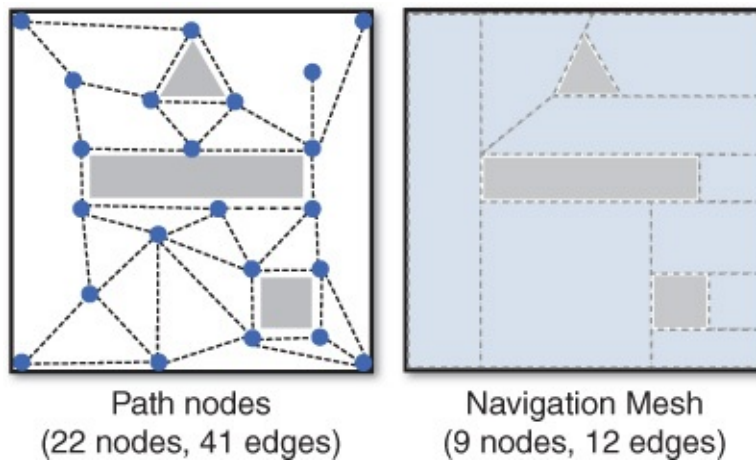 Path nodes
(22 nodes, 41 edges)
Navigation Mesh
(9 nodes, 12 edges)